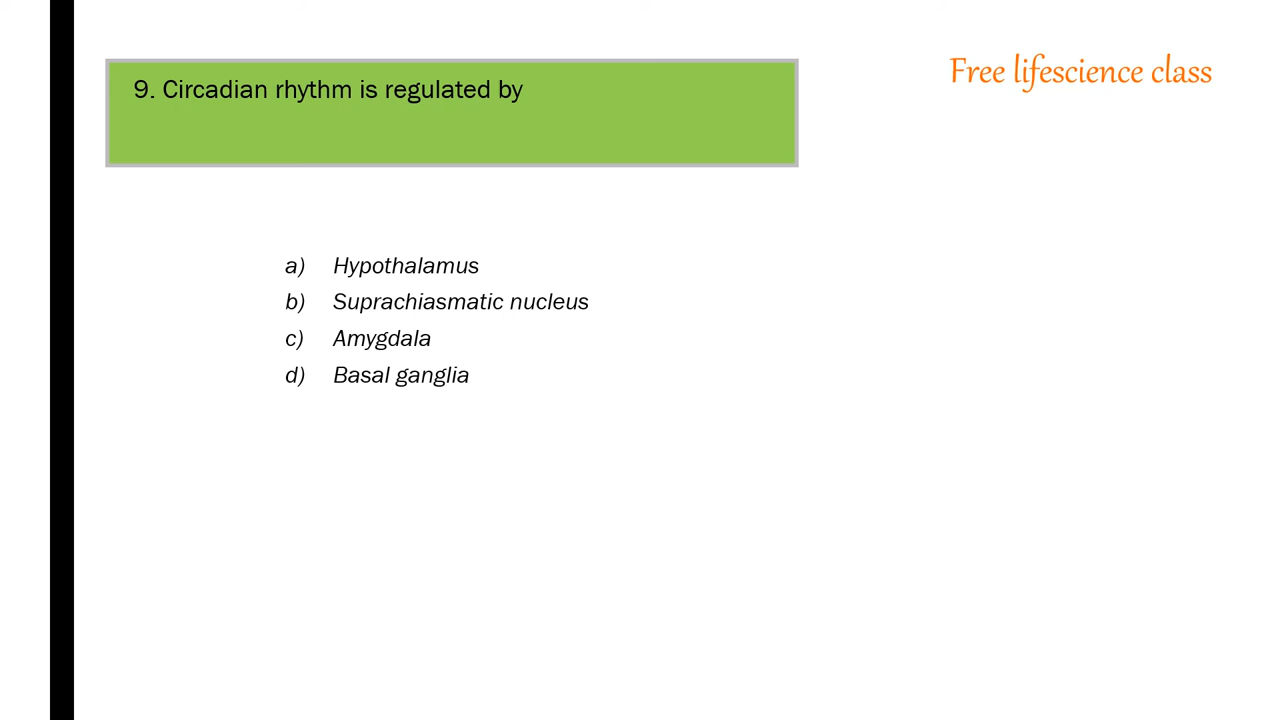 Free lifescience class
9. Circadian rhythm is regulated by
a) Hypothalamus
b) Suprachiasmatic nucleus
c) Amygdala
d) Basal ganglia